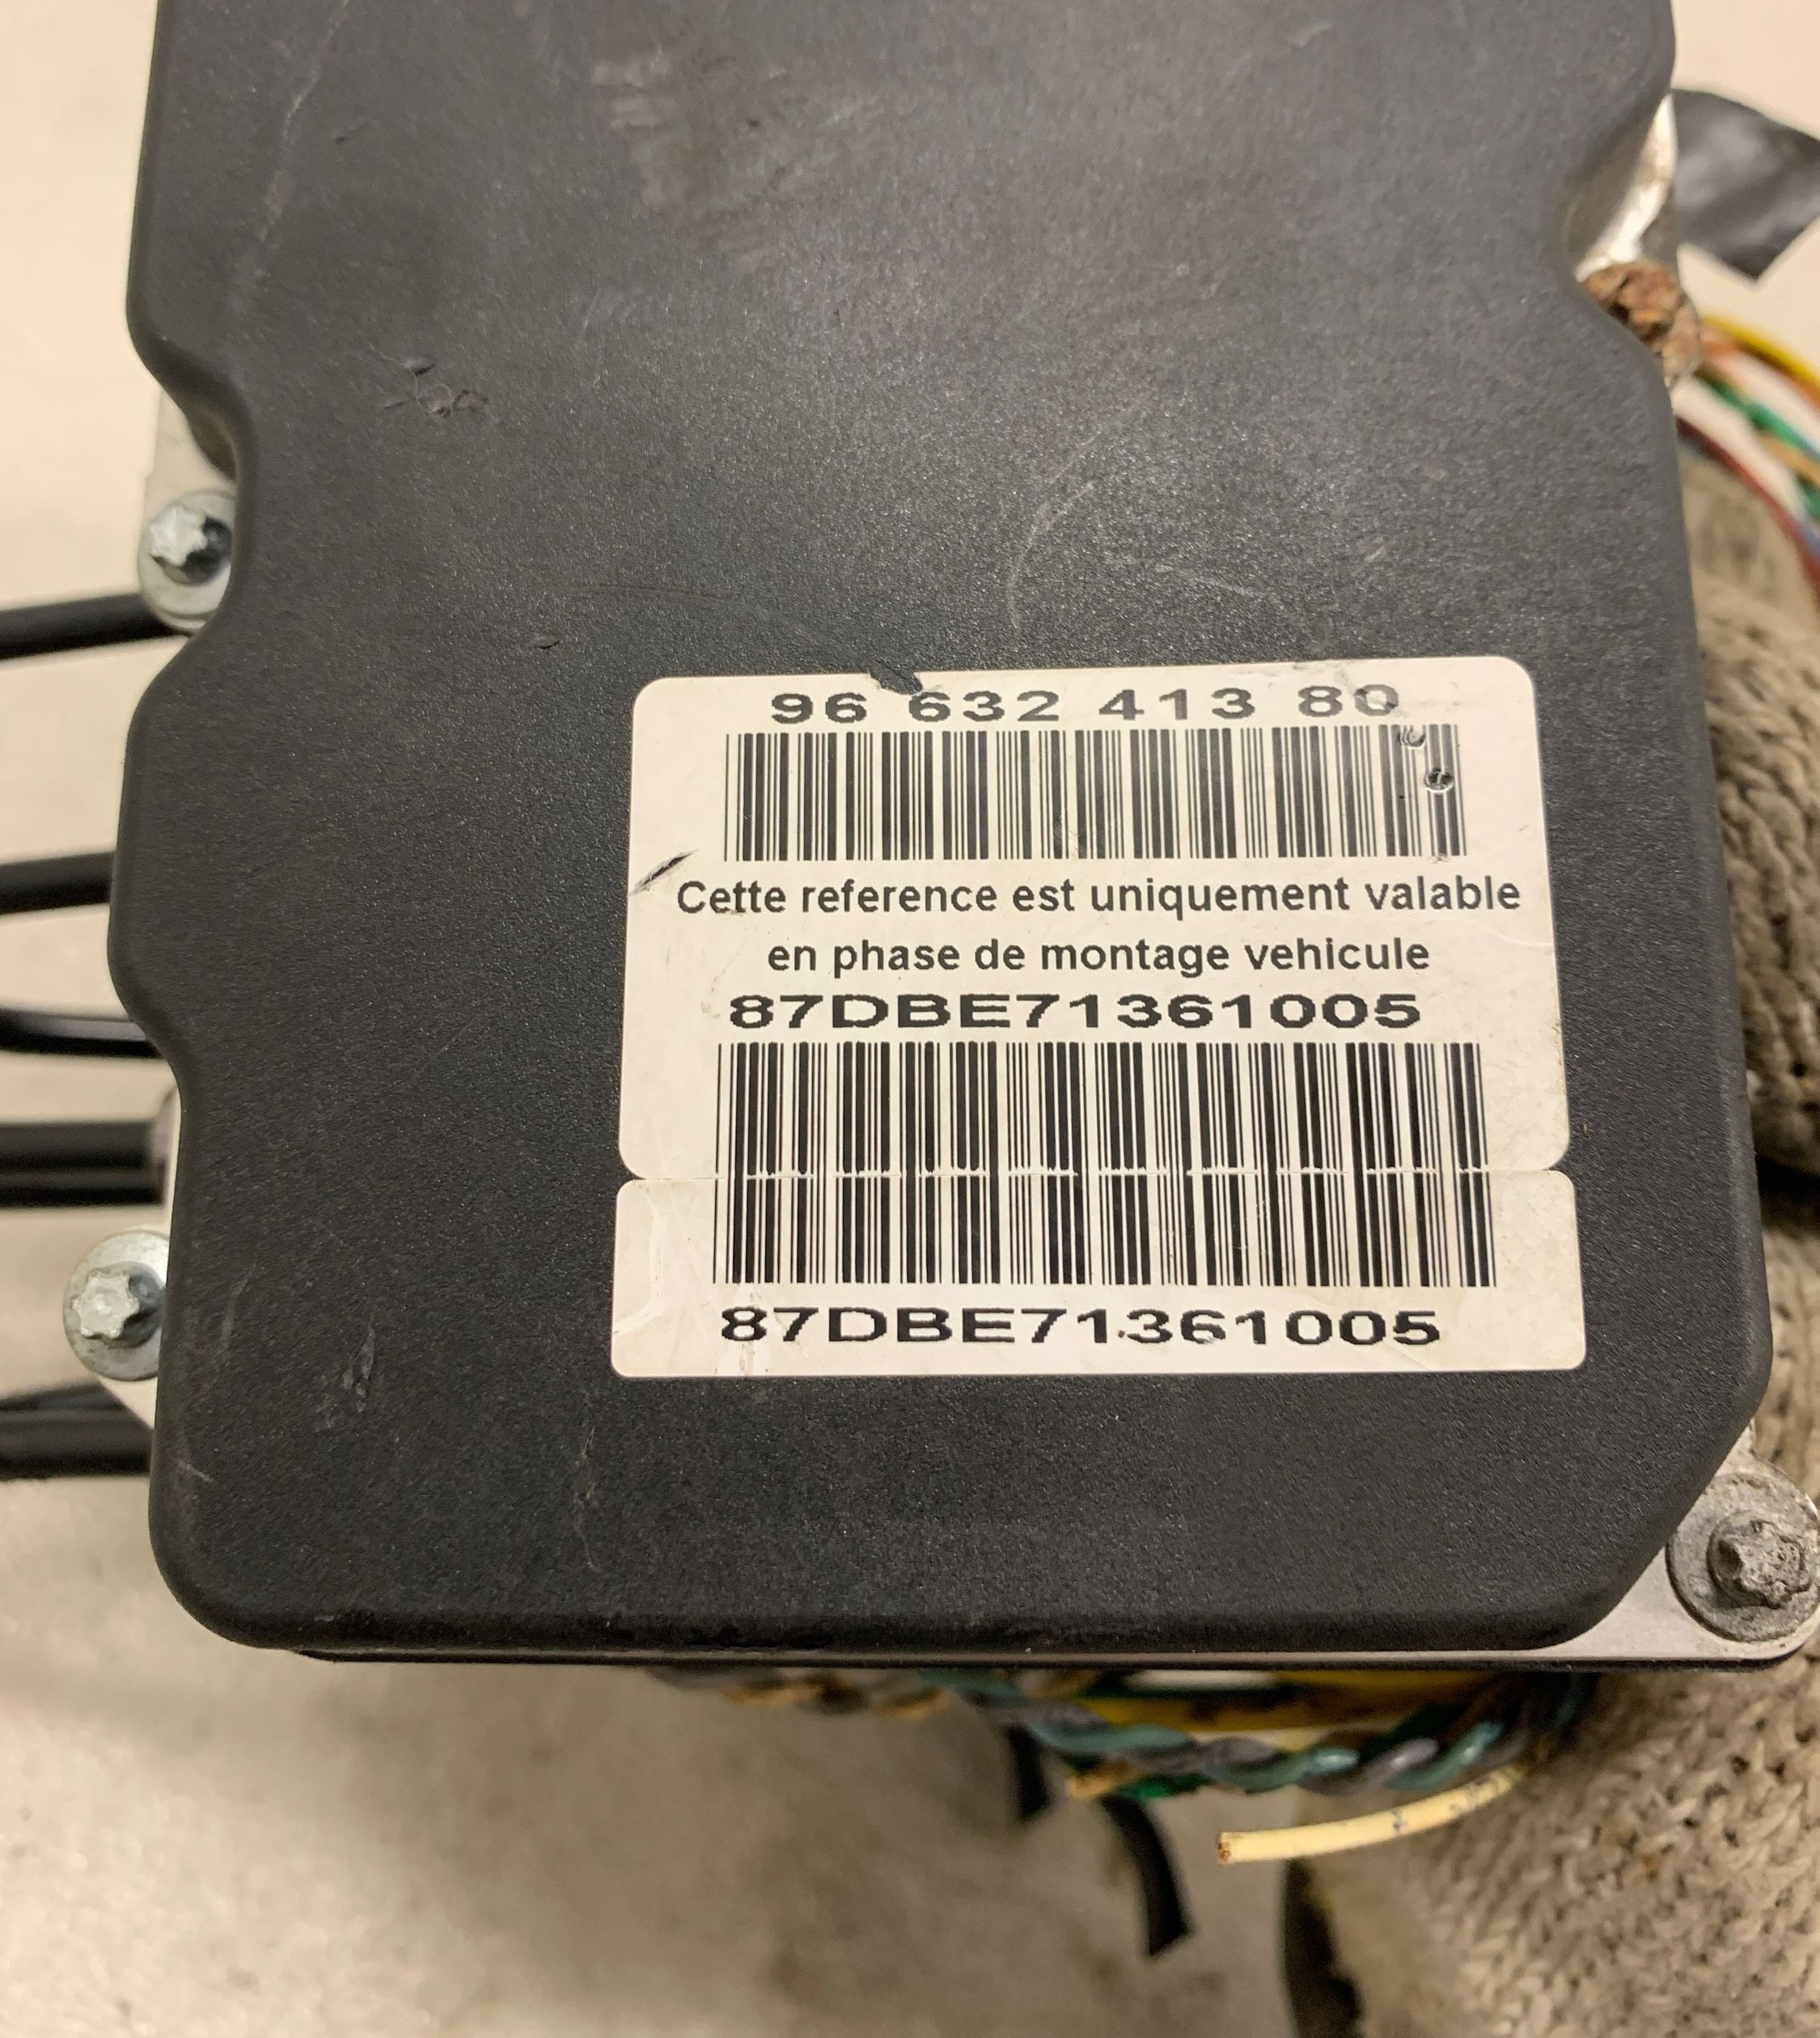 96 632 413 80
Cette reference est uniquement valable
en phase de montage vehicule
87DBE71361005
87DBE71361005